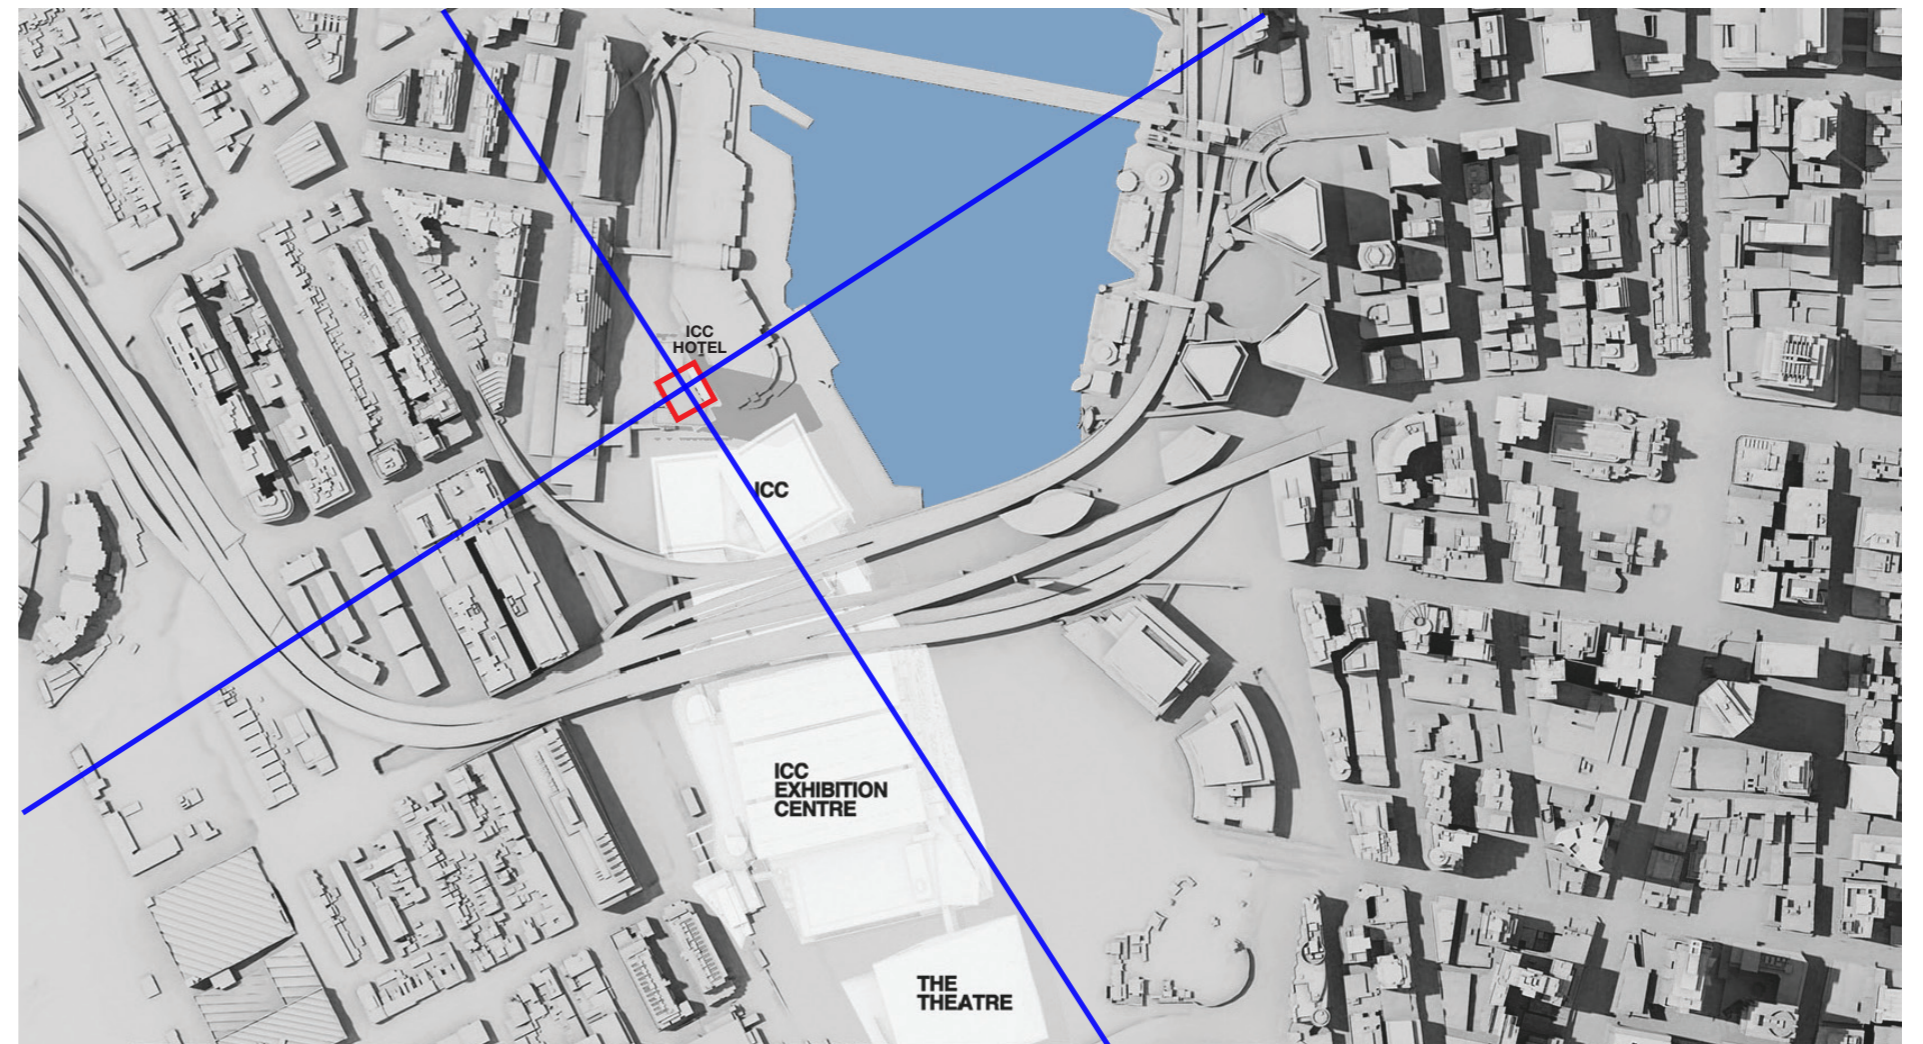 ICC
HOTEL
ICC
ICC
EXHIBITION
CENTRE
THE
THEATRE